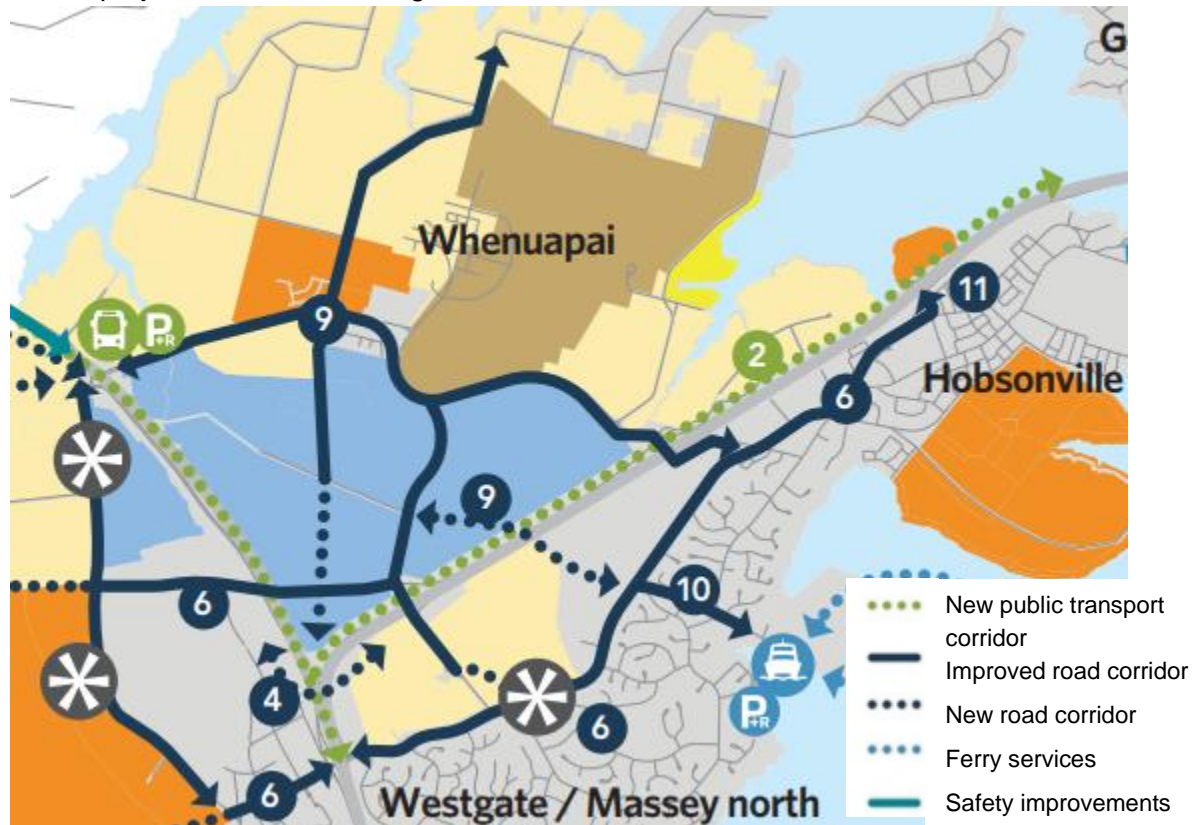 G
Whenuapai
9
P
+R
11
2
Hobsonville
6
9
6
10
4
P
+R
6
6
Westgate / Massey north
New public transport
corridor
Improved road corridor
New road corridor
Ferry services
Safety improvements